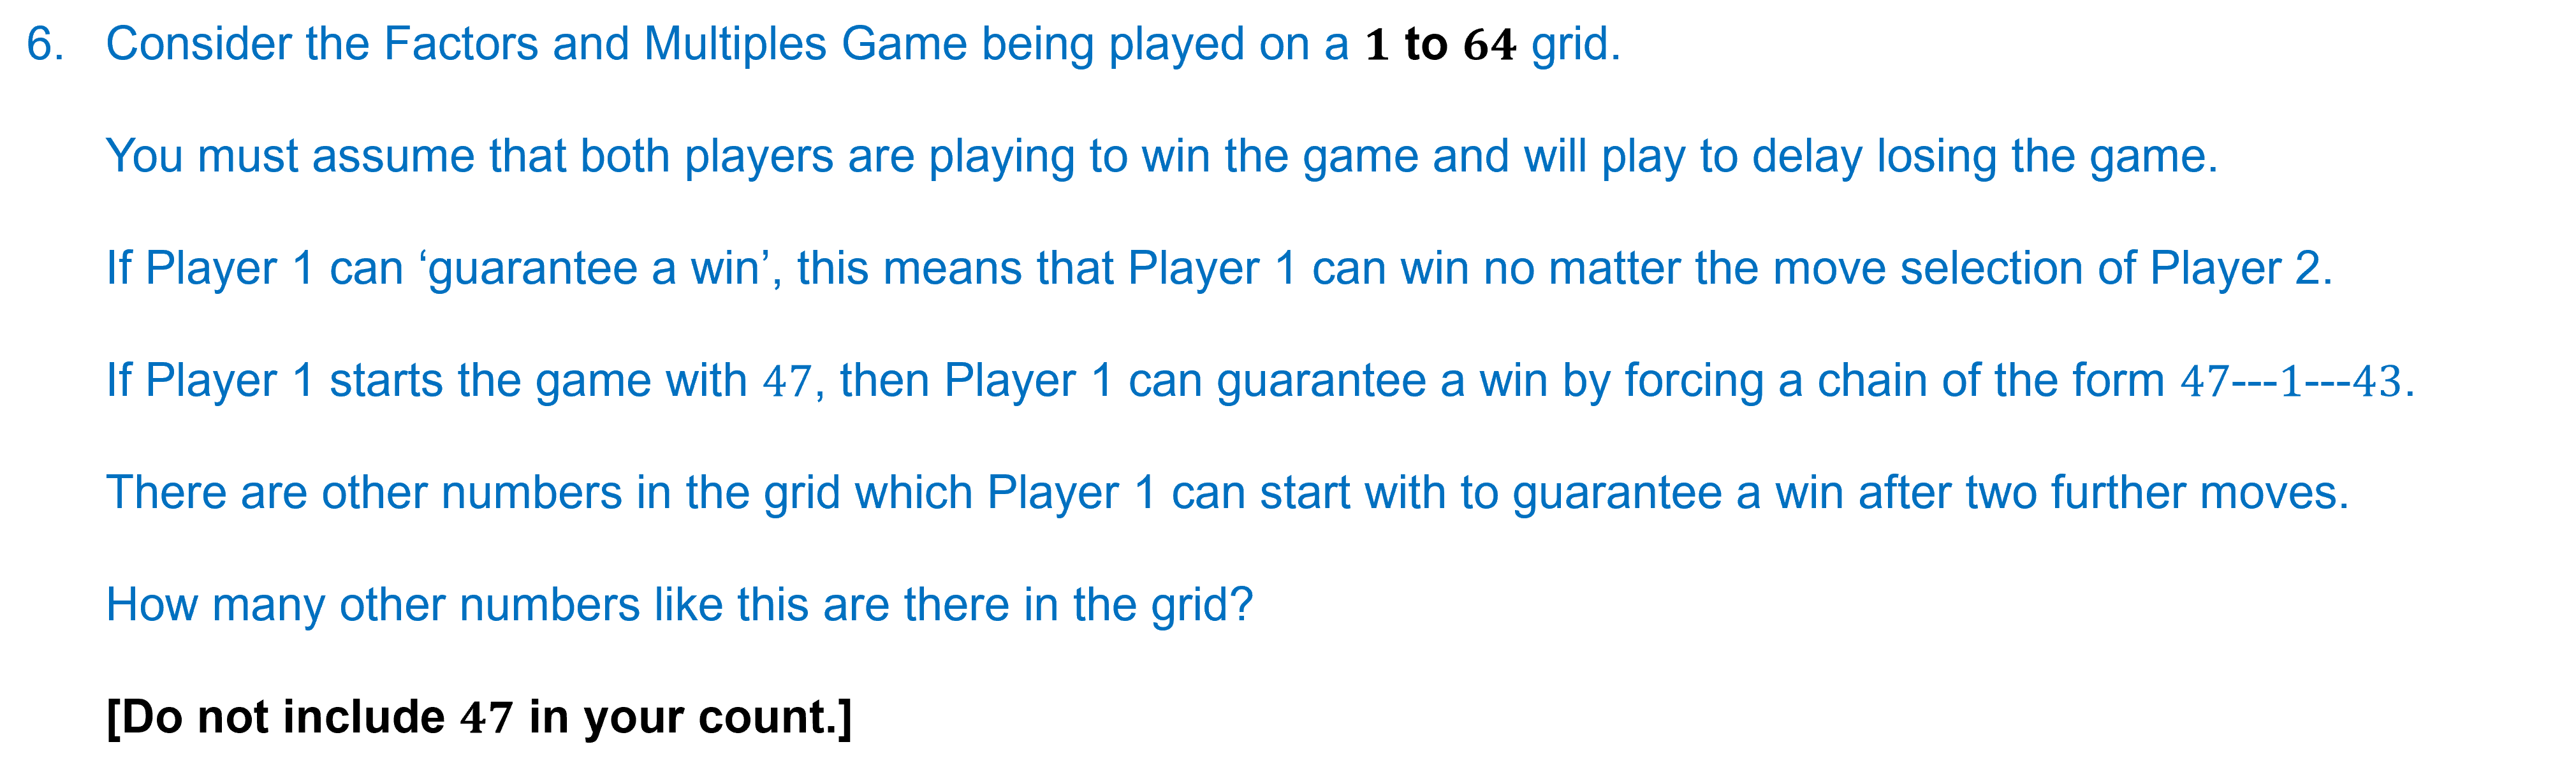 6. Consider the Factors and Multiples Game being played on a 1 to 64 grid.
You must assume that both players are playing to win the game and will play to delay losing the game.
If Player 1 can ‘guarantee a win’, this means that Player 1 can win no matter the move selection of Player 2.
If Player 1 starts the game with 47, then Player 1 can guarantee a win by forcing a chain of the form 47---1---43.
There are other numbers in the grid which Player 1 can start with to guarantee a win after two further moves.
How many other numbers like this are there in the grid?
[Do not include 47 in your count.]